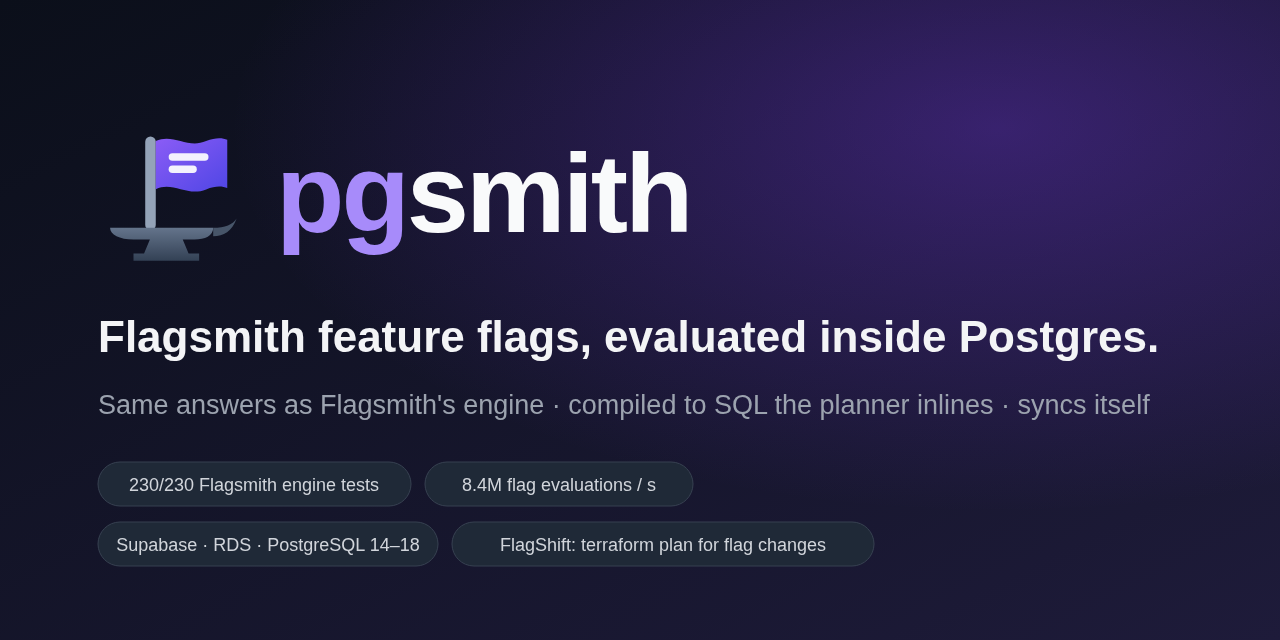 pgsmith
Flagsmith feature flags, evaluated inside Postgres.
Same answers as Flagsmith's engine · compiled to SQL the planner inlines · syncs itself
230/230 Flagsmith engine tests
8.4M flag evaluations / s
Supabase · RDS · PostgreSQL 14–18
FlagShift: terraform plan for flag changes